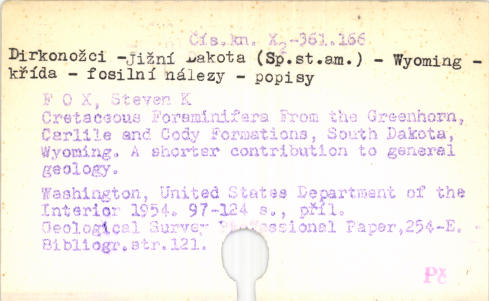 Čís.kn. X₂-361.166
Dirkonožci -Jižní Dakota (Sp.st.am.) - Wyoming -
křída - fosilní nálezy - popisy
F O X, Steven K
Cretaceous Foraminifera From the Greenhorn,
Carlile and Cody Formations, South Dakota,
Wyoming. A shorter contribution to general
geology.
Washington, United States Department of the
Interior 1954. 97-124 s., příl.
Geological Survey Professional Paper,254-E.
Bibliogr.str.121.